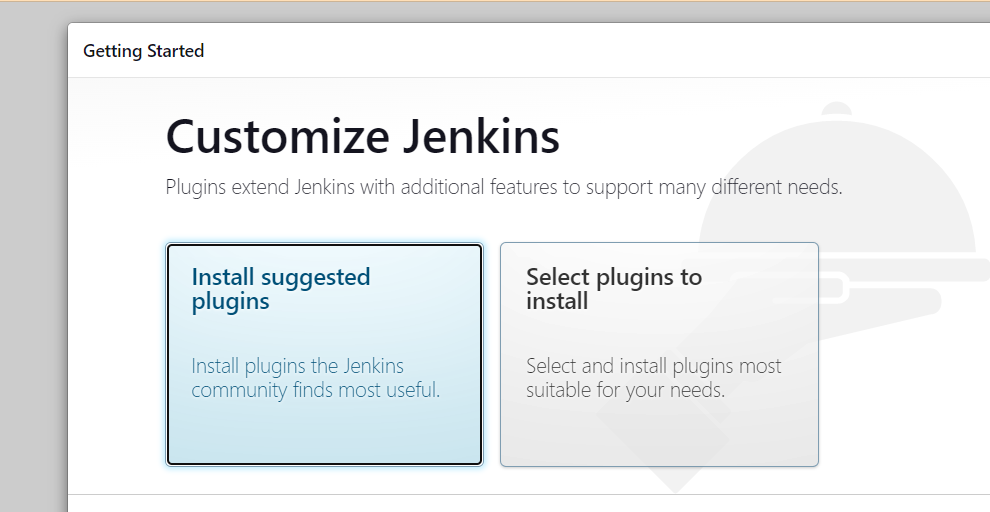 Getting Started
Customize Jenkins
Plugins extend Jenkins with additional features to support many different needs.
Install suggested
plugins
Install plugins the Jenkins
community finds most useful.
Select plugins to
install
Select and install plugins most
suitable for your needs.